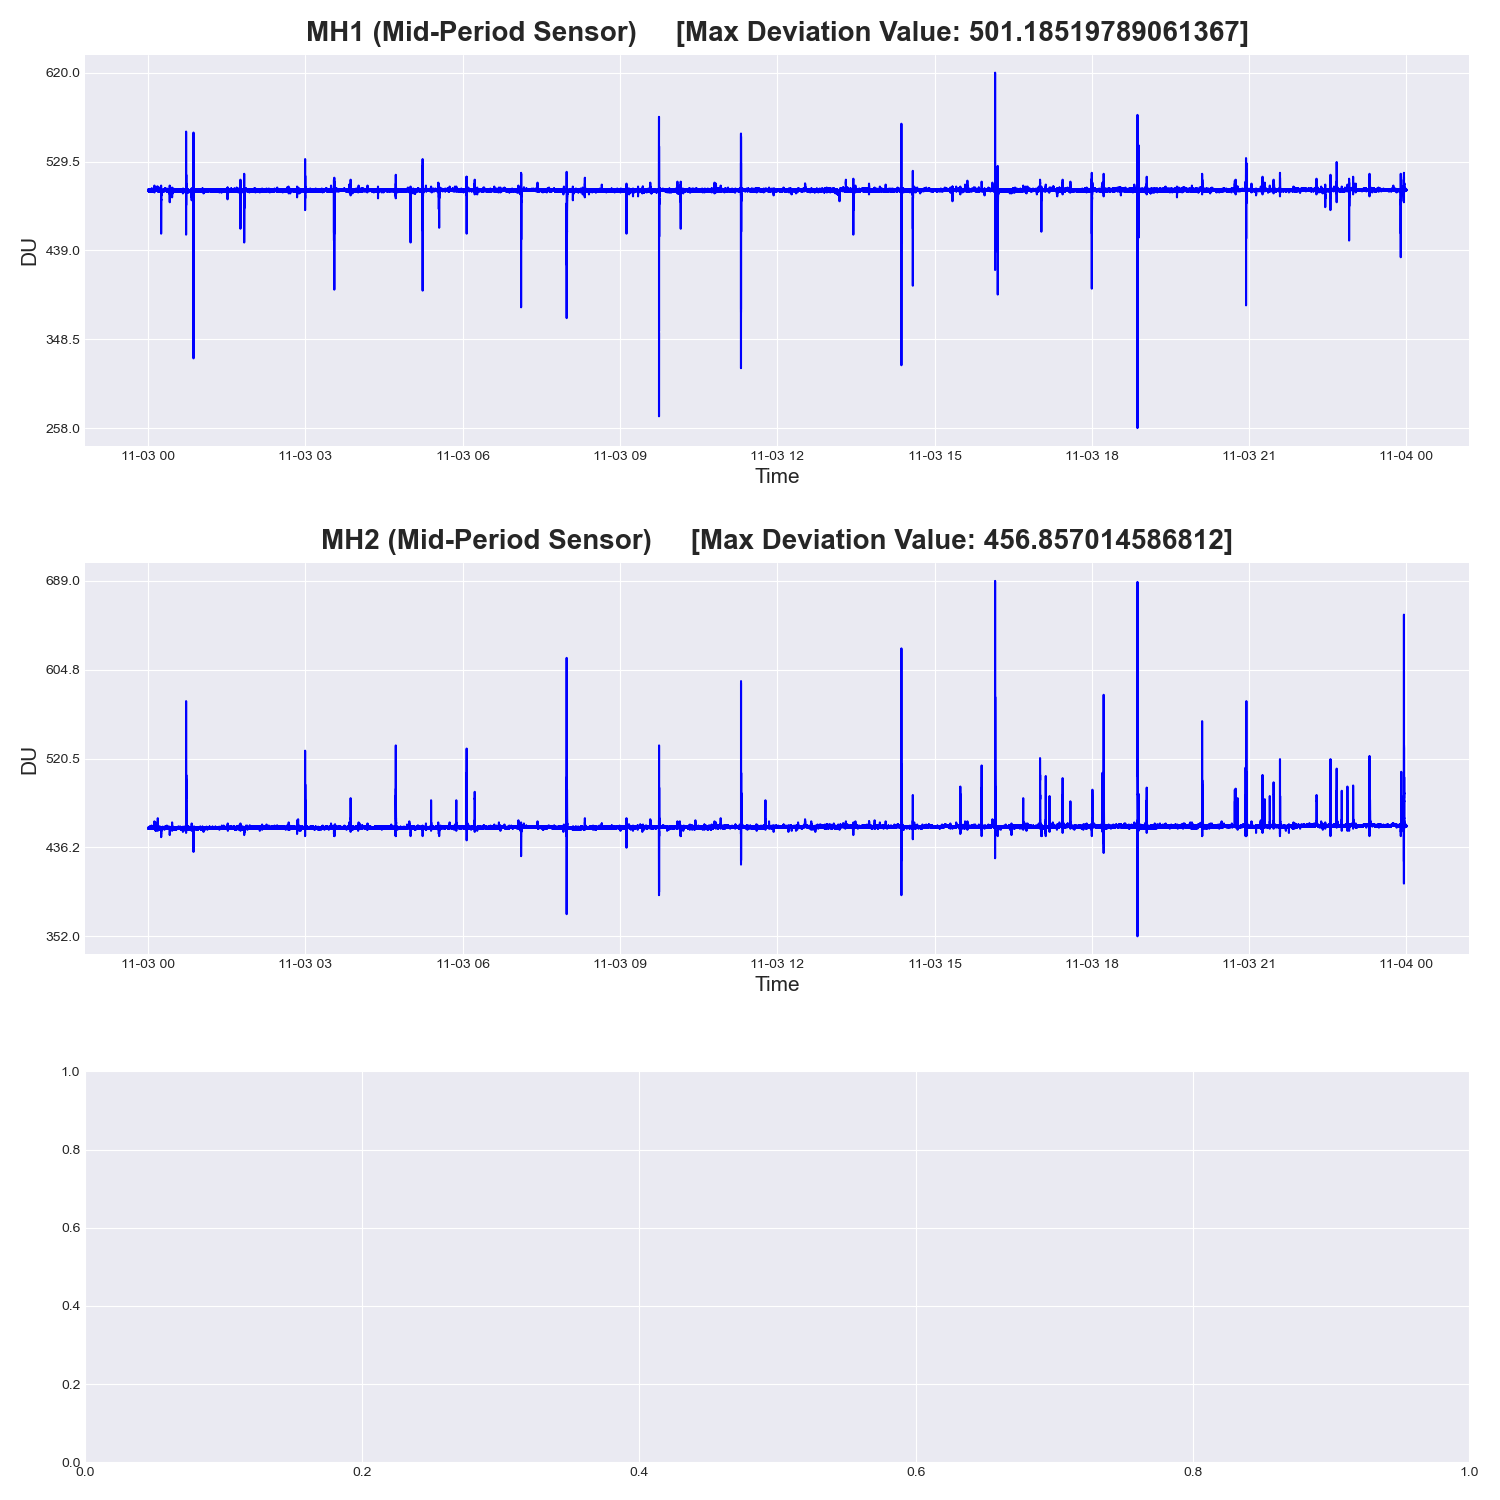 MH1 (Mid-Period Sensor) [Max Deviation Value: 501.18519789061367]
620.0
529.5
439.0
348.5
258.0
DU
11-03 00 11-03 03 11-03 06 11-03 09 11-03 12 11-03 15 11-03 18 11-03 21 11-04 00
Time
MH2 (Mid-Period Sensor) [Max Deviation Value: 456.857014586812]
689.0
604.8
520.5
436.2
352.0
DU
11-03 00 11-03 03 11-03 06 11-03 09 11-03 12 11-03 15 11-03 18 11-03 21 11-04 00
Time
1.0
0.8
0.6
0.4
0.2
0.0
0.0 0.2 0.4 0.6 0.8 1.0